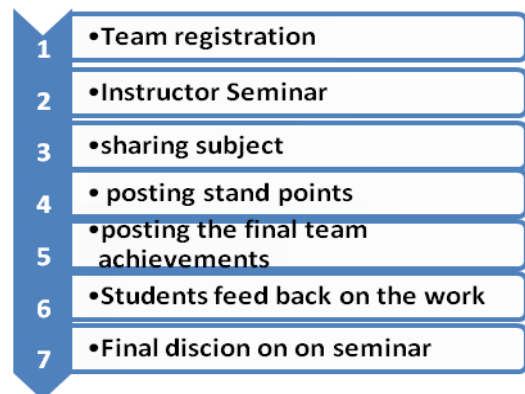 1 •Team registration
2 •Instructor Seminar
3 •sharing subject
4 • posting stand points
5 •posting the final team
achievements
6 •Students feed back on the work
7 •Final discion on on seminar